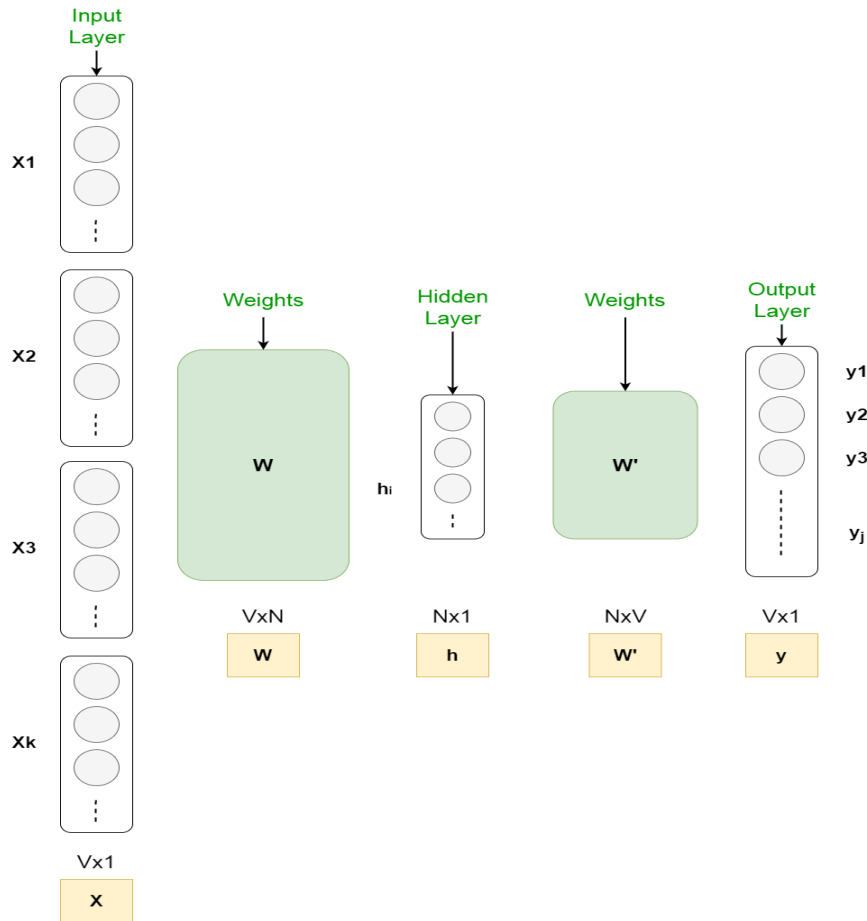 Input
Layer
X1
X2
Weights
Hidden
Layer
Weights
Output
Layer
y1
y2
y3
W
hi
W'
yj
X3
VxN
Nx1
NxV
Vx1
W
h
W'
y
Xk
Vx1
X